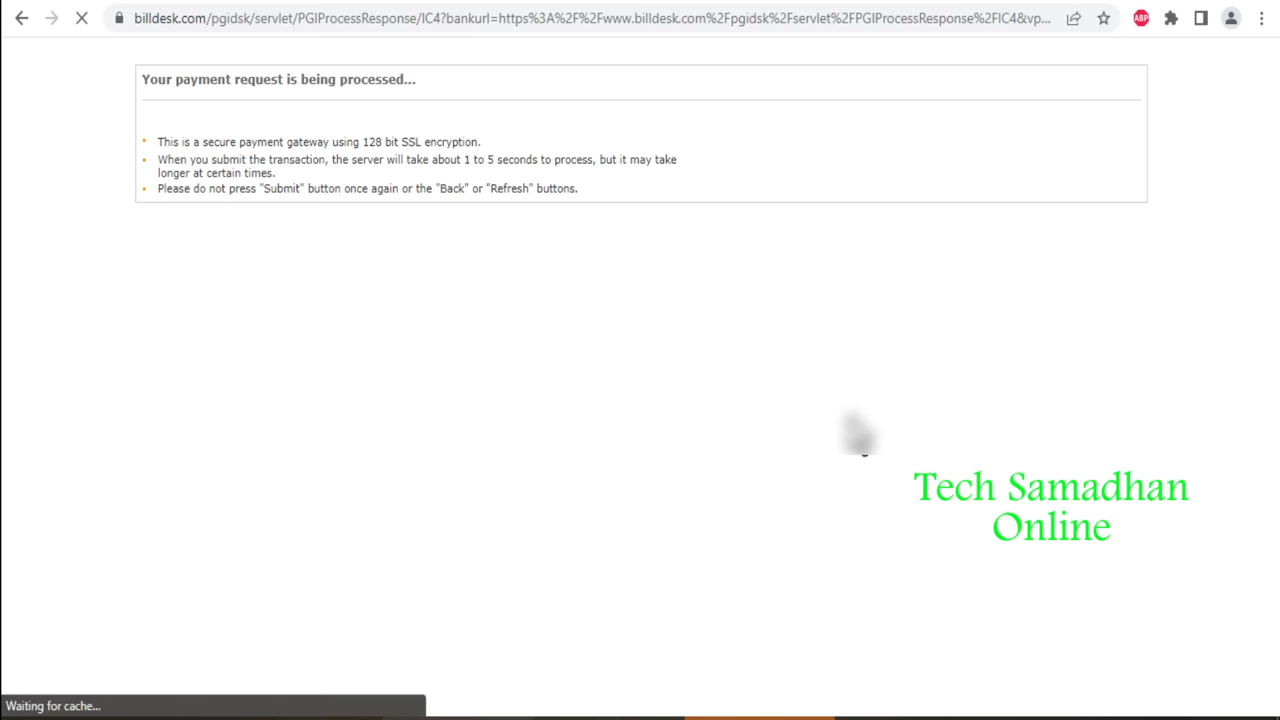 billdesk.com/pgidsk/servlet/PGIProcessResponse/IC4?bankurl=https%3A%2F%2Fwww.billdesk.com%2Fpgidsk%2Fservlet%2FPGIProcessResponse%2FIC4&vp...
ABP
Your payment request is being processed...
This is a secure payment gateway using 128 bit SSL encryption.
When you submit the transaction, the server will take about 1 to 5 seconds to process, but it may take
longer at certain times.
Please do not press "Submit" button once again or the "Back" or "Refresh" buttons.
Tech Samadhan
Online
Waiting for cache...